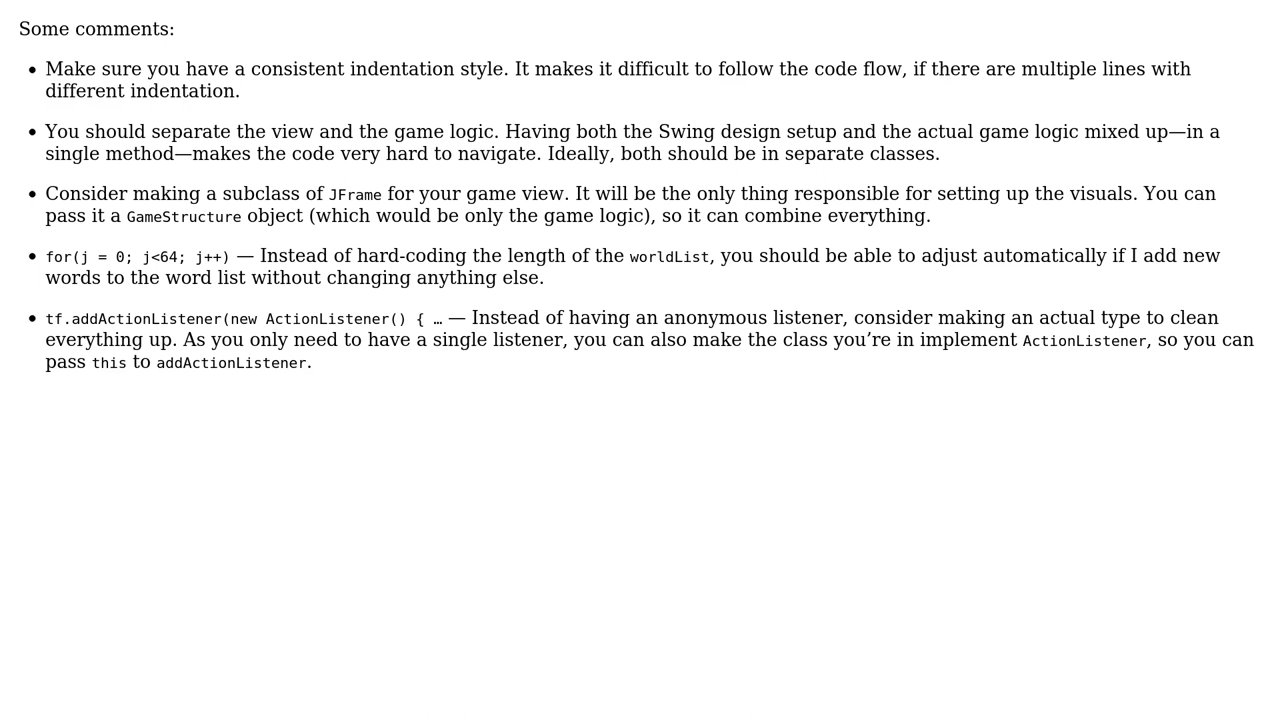 Some comments:
• Make sure you have a consistent indentation style. It makes it difficult to follow the code flow, if there are multiple lines with
different indentation.
• You should separate the view and the game logic. Having both the Swing design setup and the actual game logic mixed up—in a
single method—makes the code very hard to navigate. Ideally, both should be in separate classes.
• Consider making a subclass of JFrame for your game view. It will be the only thing responsible for setting up the visuals. You can
pass it a GameStructure object (which would be only the game logic), so it can combine everything.
• for(j = 0; j<64; j++) — Instead of hard-coding the length of the worldList, you should be able to adjust automatically if I add new
words to the word list without changing anything else.
• tf.addActionListener(new ActionListener() { … — Instead of having an anonymous listener, consider making an actual type to clean
everything up. As you only need to have a single listener, you can also make the class you’re in implement ActionListener, so you can
pass this to addActionListener.